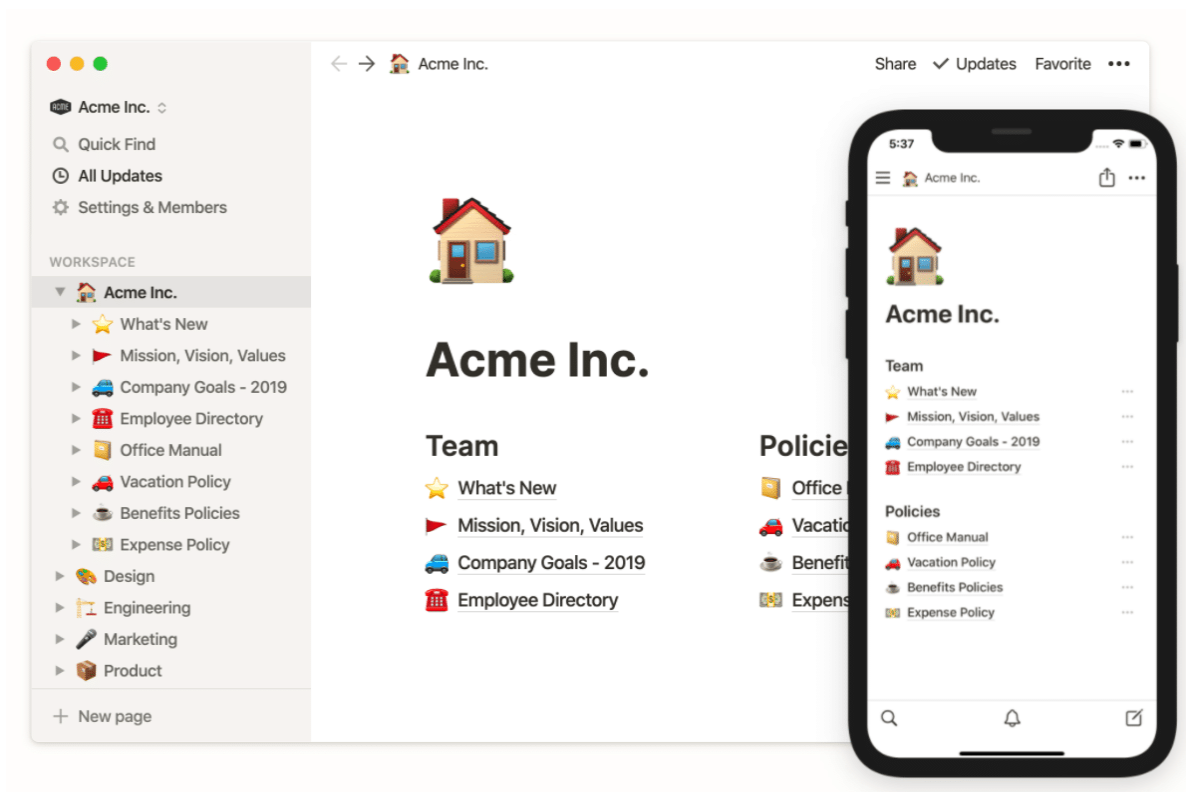 Acme Inc.
Share ✓ Updates Favorite •••
ACME Acme Inc.
Quick Find
All Updates
Settings & Members
WORKSPACE
Acme Inc.
What's New
Mission, Vision, Values
Company Goals - 2019
Employee Directory
Office Manual
Vacation Policy
Benefits Policies
Expense Policy
Design
Engineering
Marketing
Product
+ New page
Acme Inc.
Team
What's New
Mission, Vision, Values
Company Goals - 2019
Employee Directory
Policie
Office
Vacatio
Benefit
Expens
5:37
Acme Inc.
Acme Inc.
Team
What's New
Mission, Vision, Values
Company Goals - 2019
Employee Directory
Policies
Office Manual
Vacation Policy
Benefits Policies
Expense Policy